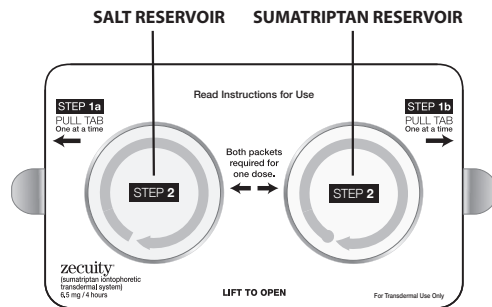 SALT RESERVOIR
SUMATRIPTAN RESERVOIR
Read Instructions for Use
STEP 1a
PULL TAB
One at a time
STEP 1b
PULL TAB
One at a time
Both packets
required for
one dose.
STEP 2
STEP 2
zecuity®
(sumatriptan iontophoretic
transdermal system)
6.5 mg / 4 hours
LIFT TO OPEN
For Transdermal Use Only